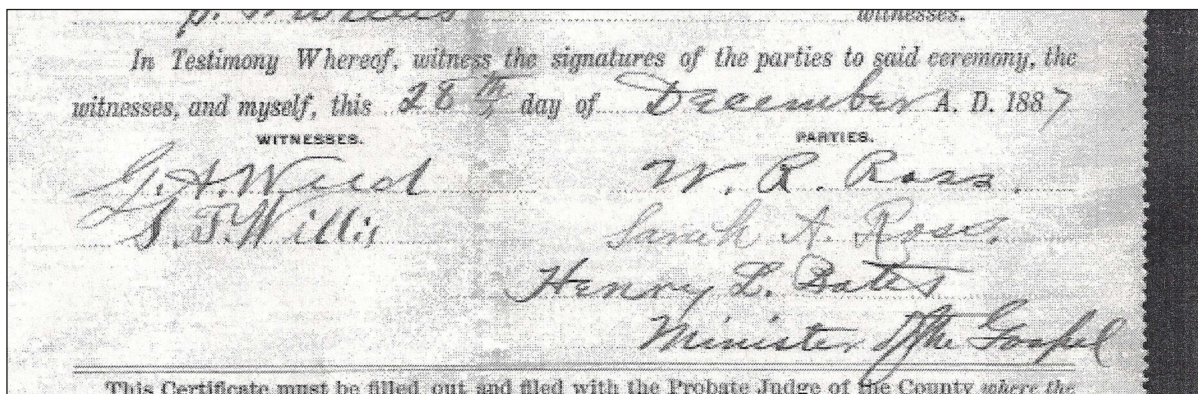 witnesses.
In Testimony Whereof, witness the signatures of the parties to said ceremony, the
witnesses, and myself, this 28th day of December A. D. 1887
WITNESSES. PARTIES.
G. A. Weed W. R. Ross.
S. T. Willis Sarah A. Ross.
Henry L. Bates
Minister of the Gospel
This Certificate must be filled out and filed with the Probate Judge of the County where the